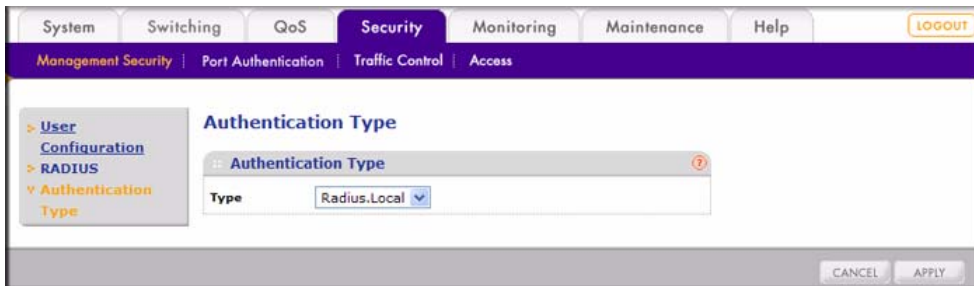 System Switching QoS Security Monitoring Maintenance Help LOGOUT
Management Security Port Authentication Traffic Control Access
User
Configuration
RADIUS
Authentication
Type
Authentication Type
Authentication Type ?
Type Radius.Local
CANCEL APPLY